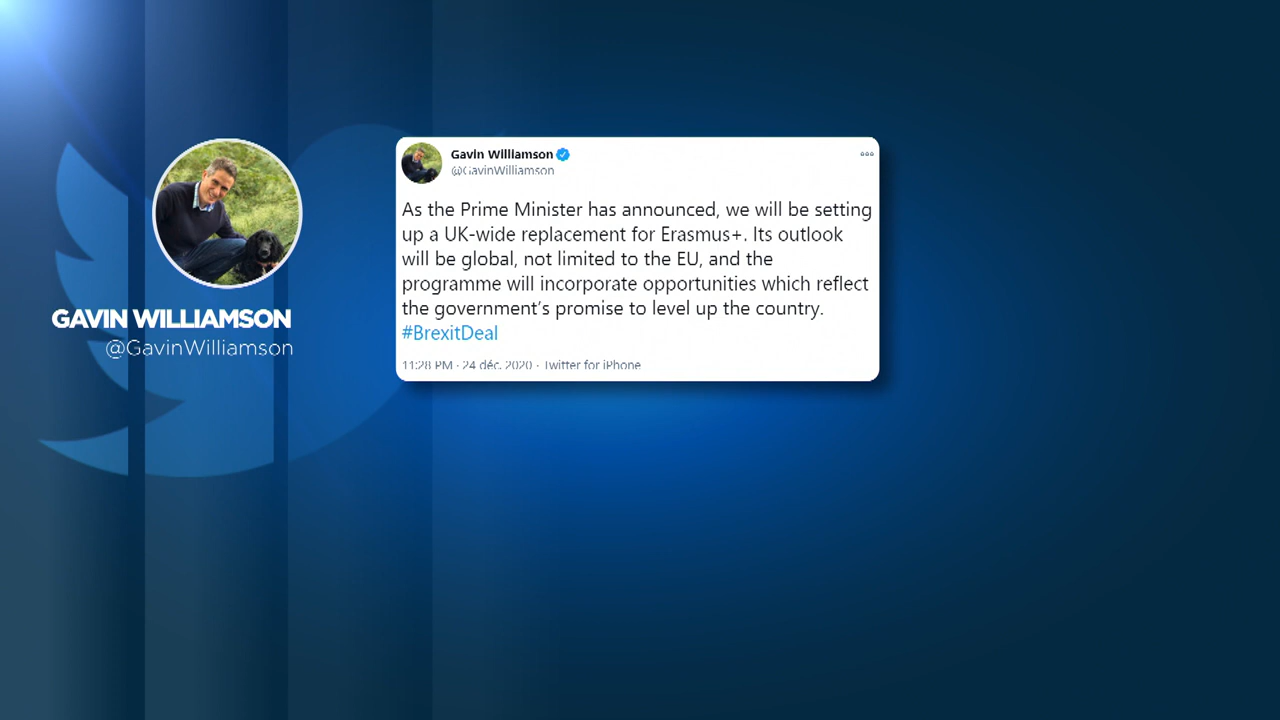 GAVIN WILLIAMSON
@GavinWilliamson
Gavin Williamson
@GavinWilliamson
As the Prime Minister has announced, we will be setting
up a UK-wide replacement for Erasmus+. Its outlook
will be global, not limited to the EU, and the
programme will incorporate opportunities which reflect
the government's promise to level up the country.
#BrexitDeal
11:28 PM · 24 déc. 2020 · Twitter for iPhone